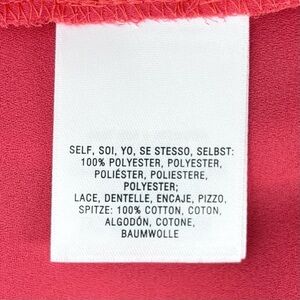 SELF, SOI, YO, SE STESSO, SELBST:
100% POLYESTER, POLYESTER,
POLIÉSTER, POLIESTERE,
POLYESTER;
LACE, DENTELLE, ENCAJE, PIZZO,
SPITZE: 100% COTTON, COTON,
ALGODÓN, COTONE,
BAUMWOLLE